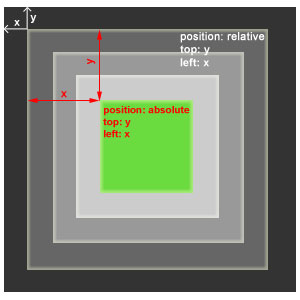 x
y
position: relative
top: y
left: x
y
x
position: absolute
top: y
left: x